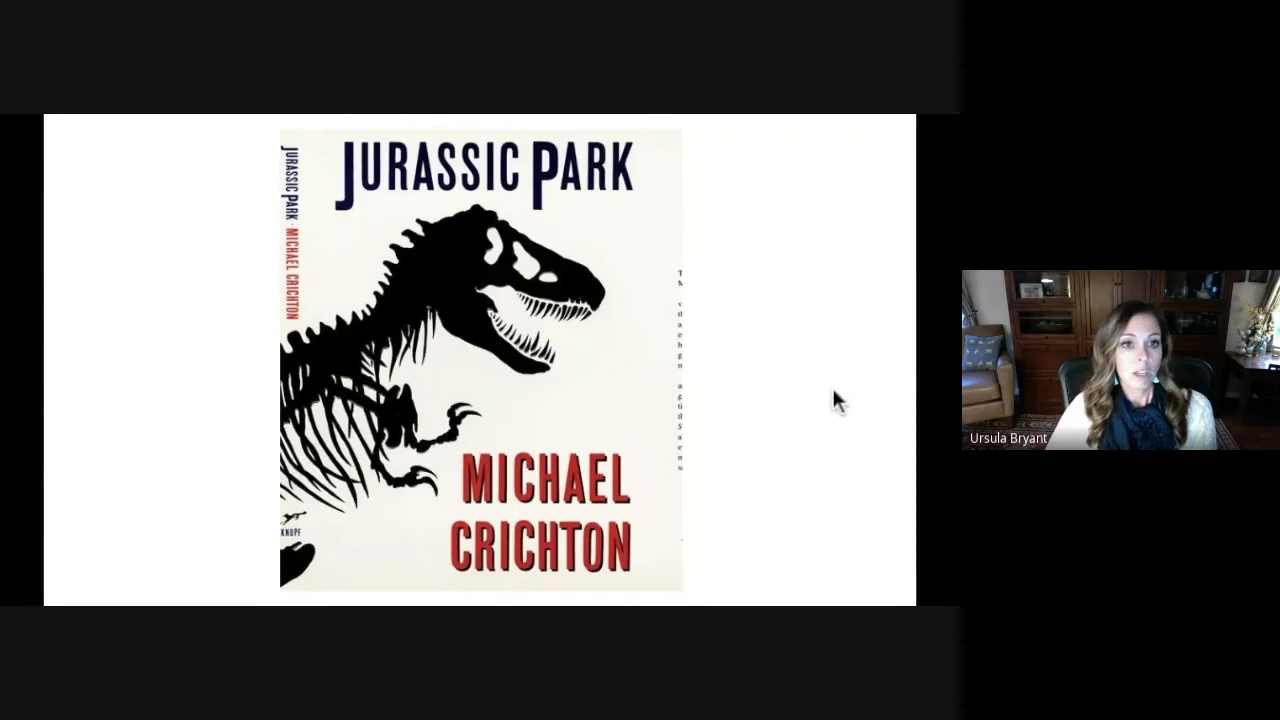 JURASSIC PARK
JURASSIC PARK · MICHAEL CRICHTON
MICHAEL
CRICHTON
KNOPF
Ursula Bryant